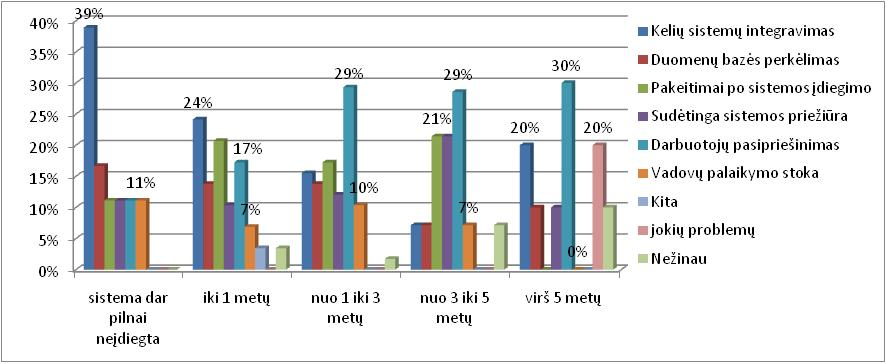 40%
35%
30%
25%
20%
15%
10%
5%
0%
39%
11%
24%
17%
7%
29%
10%
21%
29%
7%
20%
30%
0%
20%
sistema dar
pilnai
neįdiegta
iki 1 metų
nuo 1 iki 3
metų
nuo 3 iki 5
metų
virš 5 metų
Kelių sistemų integravimas
Duomenų bazės perkėlimas
Pakeitimai po sistemos įdiegimo
Sudėtinga sistemos priežiūra
Darbuotojų pasipriešinimas
Vadovų palaikymo stoka
Kita
jokių problemų
Nežinau